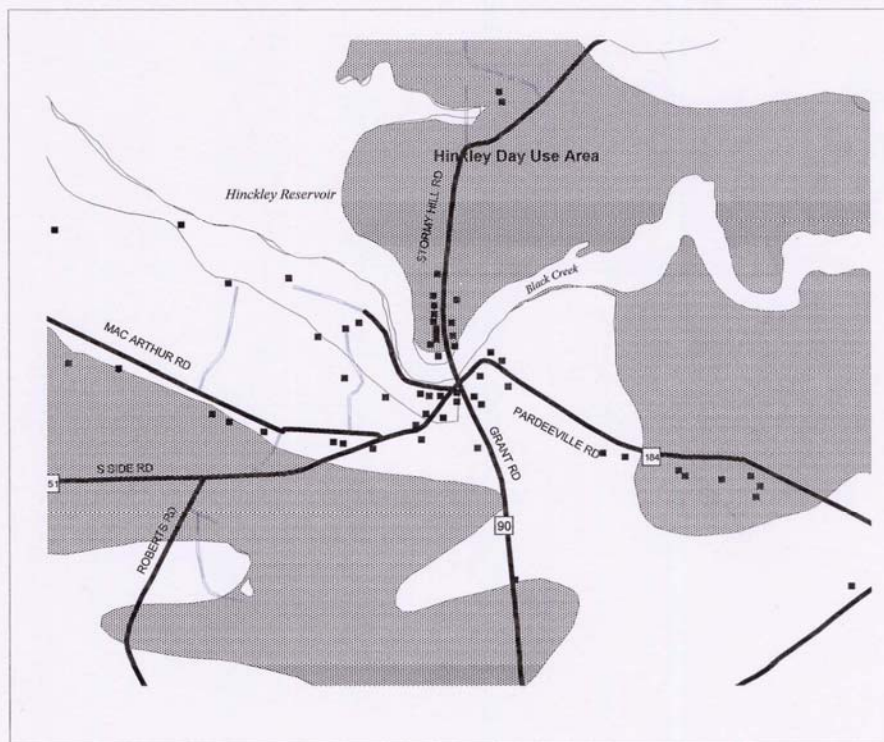 Hinkley Day Use Area
Hinckley Reservoir
STORMY HILL RD
Black Creek
MAC ARTHUR RD
PARDEEVILLE RD
GRANT RD
184
S SIDE RD
51
90
ROBERTS RD